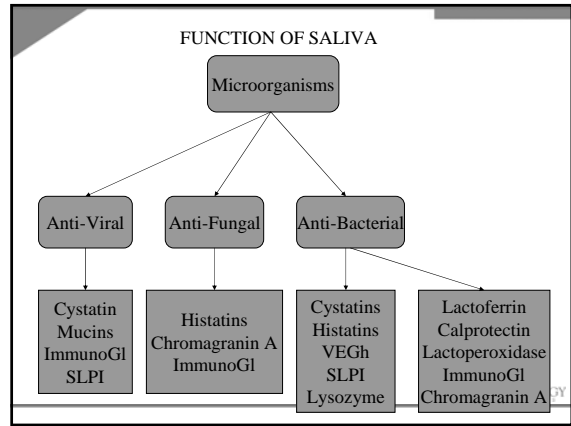 FUNCTION OF SALIVA
Microorganisms
Anti-Viral
Anti-Fungal
Anti-Bacterial
Cystatin
Mucins
ImmunoGl
SLPI
Histatins
Chromagranin A
ImmunoGl
Cystatins
Histatins
VEGh
SLPI
Lysozyme
Lactoferrin
Calprotectin
Lactoperoxidase
ImmunoGl
Chromagranin A